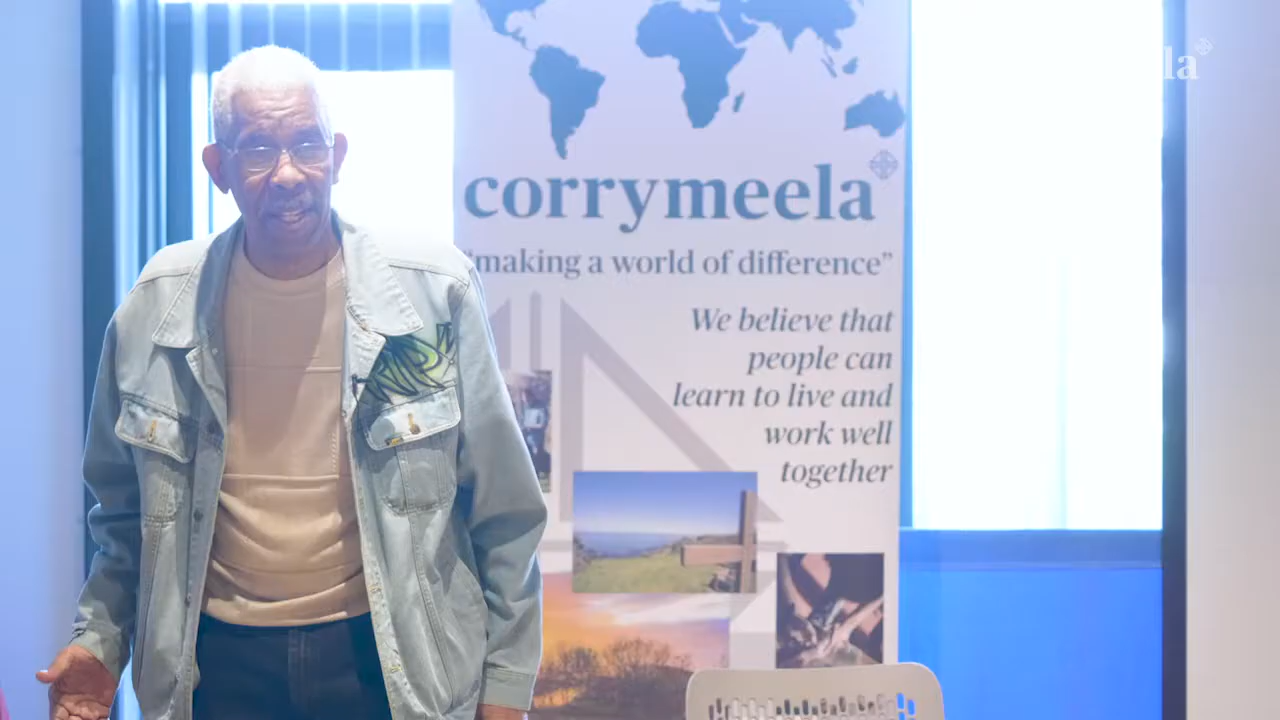 corrymeela
"making a world of difference"
We believe that
people can
learn to live and
work well
together
la